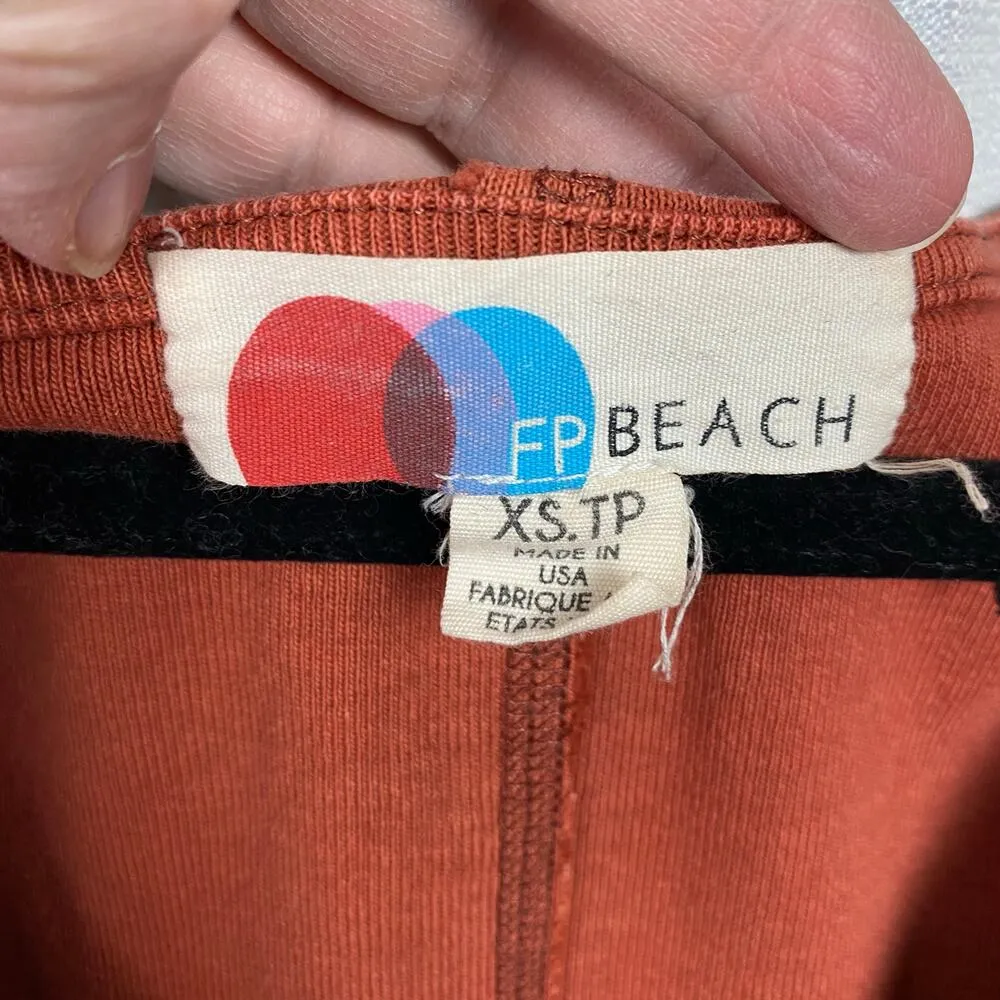 FP BEACH
XS.TP
MADE IN
USA
FABRIQUE
ETATS